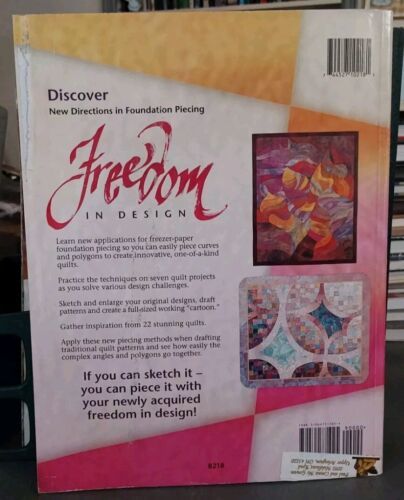 Discover
New Directions in Foundation Piecing
Freedom
IN DESIGN
Learn new applications for freezer-paper
foundation piecing so you can easily piece curves
and polygons to create innovative, one-of-a-kind
quilts.
Practice the techniques on seven quilt projects
as you solve various design challenges.
Sketch and enlarge your original designs, draft
patterns and create a full-sized working "cartoon."
Gather inspiration from 22 stunning quilts.
Apply these new piecing methods when drafting
traditional quilt patterns and see how easily the
complex angles and polygons go together.
If you can sketch it –
you can piece it with
your newly acquired
freedom in design!
8218
90000